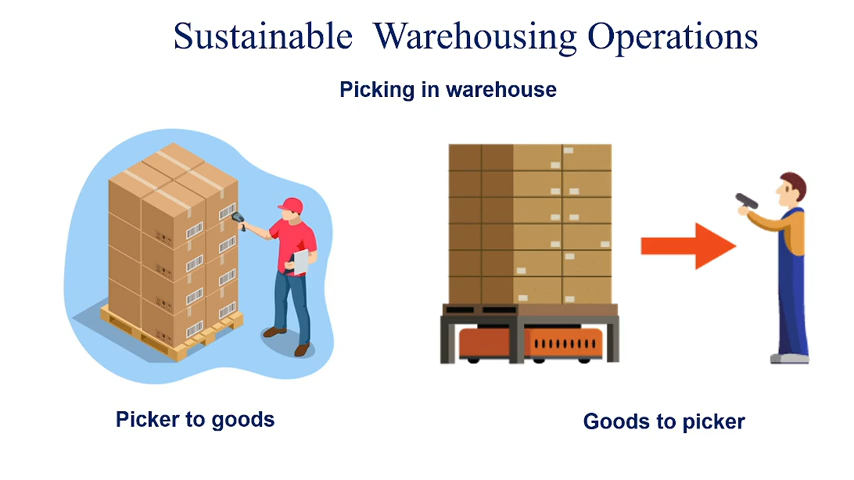 Sustainable  Warehousing Operations
Picking in warehouse
Picker to goods
Goods to picker